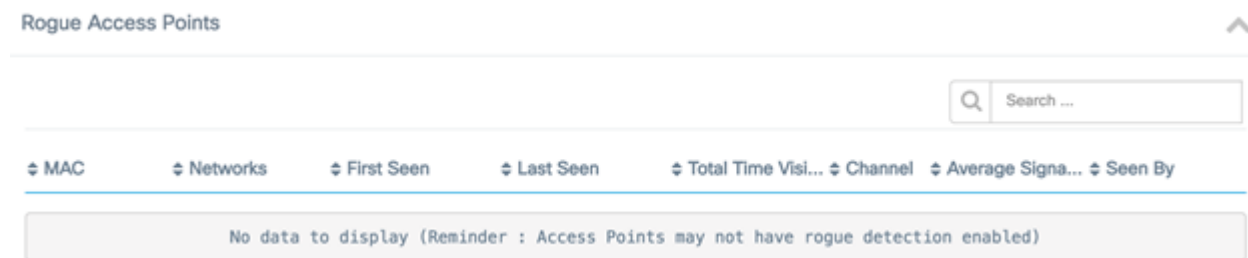 Rogue Access Points
Search ...
MAC Networks First Seen Last Seen Total Time Visi... Channel Average Signa... Seen By
No data to display (Reminder : Access Points may not have rogue detection enabled)